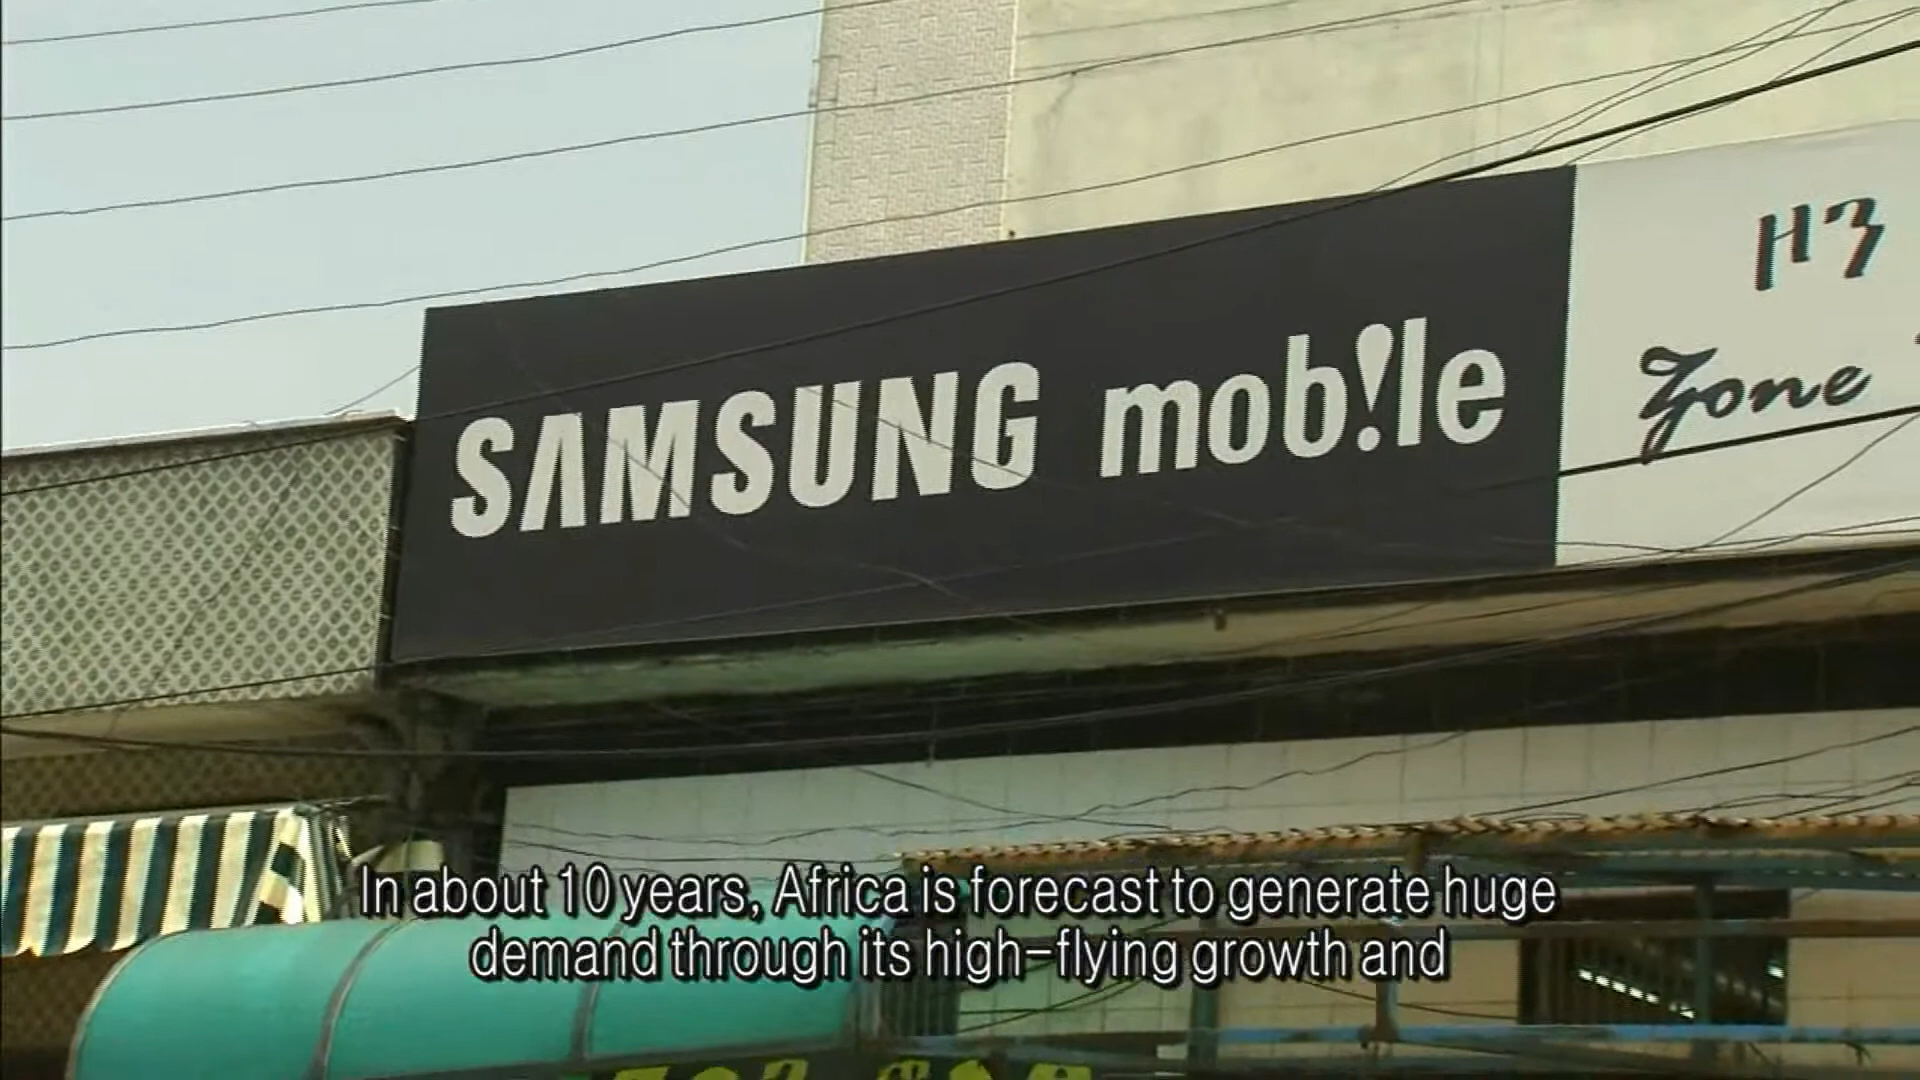 SAMSUNG mob!le
ዞን
Zone
In about 10 years, Africa is forecast to generate huge
demand through its high-flying growth and